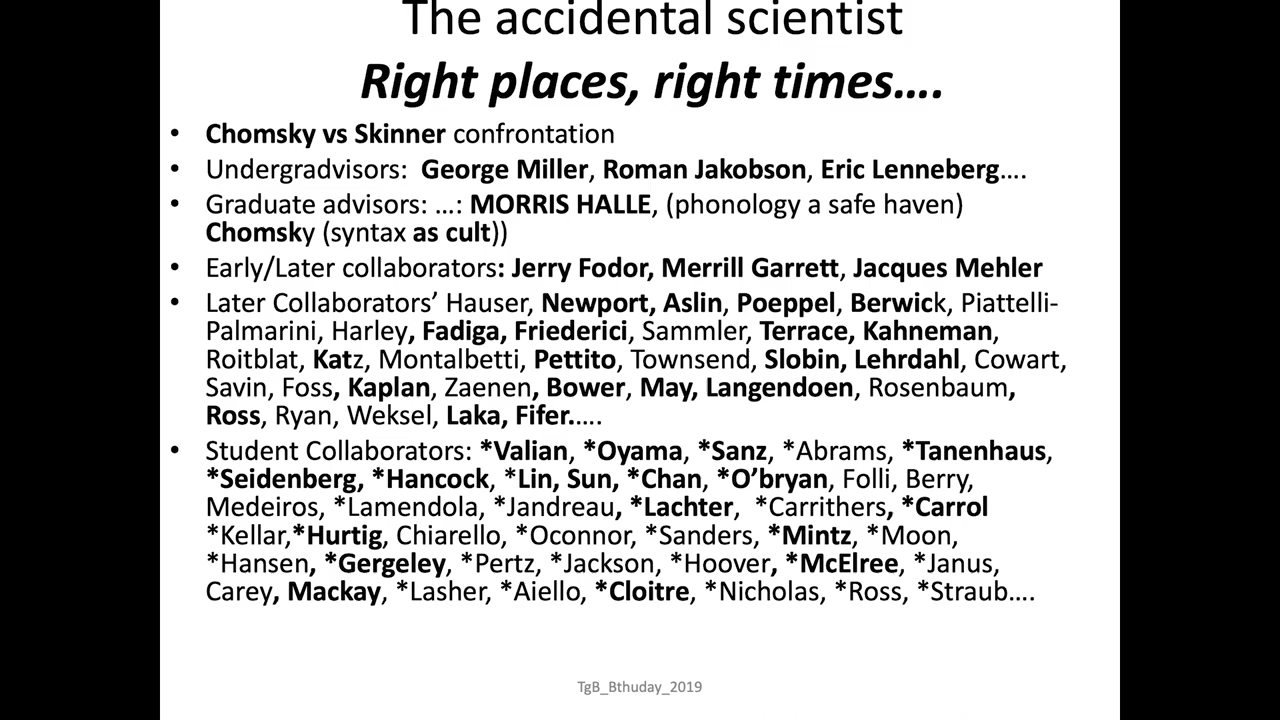 The accidental scientist
Right places, right times….
• Chomsky vs Skinner confrontation
• Undergradvisors: George Miller, Roman Jakobson, Eric Lenneberg….
• Graduate advisors: …: MORRIS HALLE, (phonology a safe haven)
Chomsky (syntax as cult))
• Early/Later collaborators: Jerry Fodor, Merrill Garrett, Jacques Mehler
• Later Collaborators’ Hauser, Newport, Aslin, Poeppel, Berwick, Piattelli-
Palmarini, Harley, Fadiga, Friederici, Sammler, Terrace, Kahneman,
Roitblat, Katz, Montalbetti, Pettito, Townsend, Slobin, Lehrdahl, Cowart,
Savin, Foss, Kaplan, Zaenen, Bower, May, Langendoen, Rosenbaum,
Ross, Ryan, Weksel, Laka, Fifer.….
• Student Collaborators: *Valian, *Oyama, *Sanz, *Abrams, *Tanenhaus,
*Seidenberg, *Hancock, *Lin, Sun, *Chan, *O’bryan, Folli, Berry,
Medeiros, *Lamendola, *Jandreau, *Lachter, *Carrithers, *Carrol
*Kellar,*Hurtig, Chiarello, *Oconnor, *Sanders, *Mintz, *Moon,
*Hansen, *Gergeley, *Pertz, *Jackson, *Hoover, *McElree, *Janus,
Carey, Mackay, *Lasher, *Aiello, *Cloitre, *Nicholas, *Ross, *Straub….
TgB_Bthuday_2019